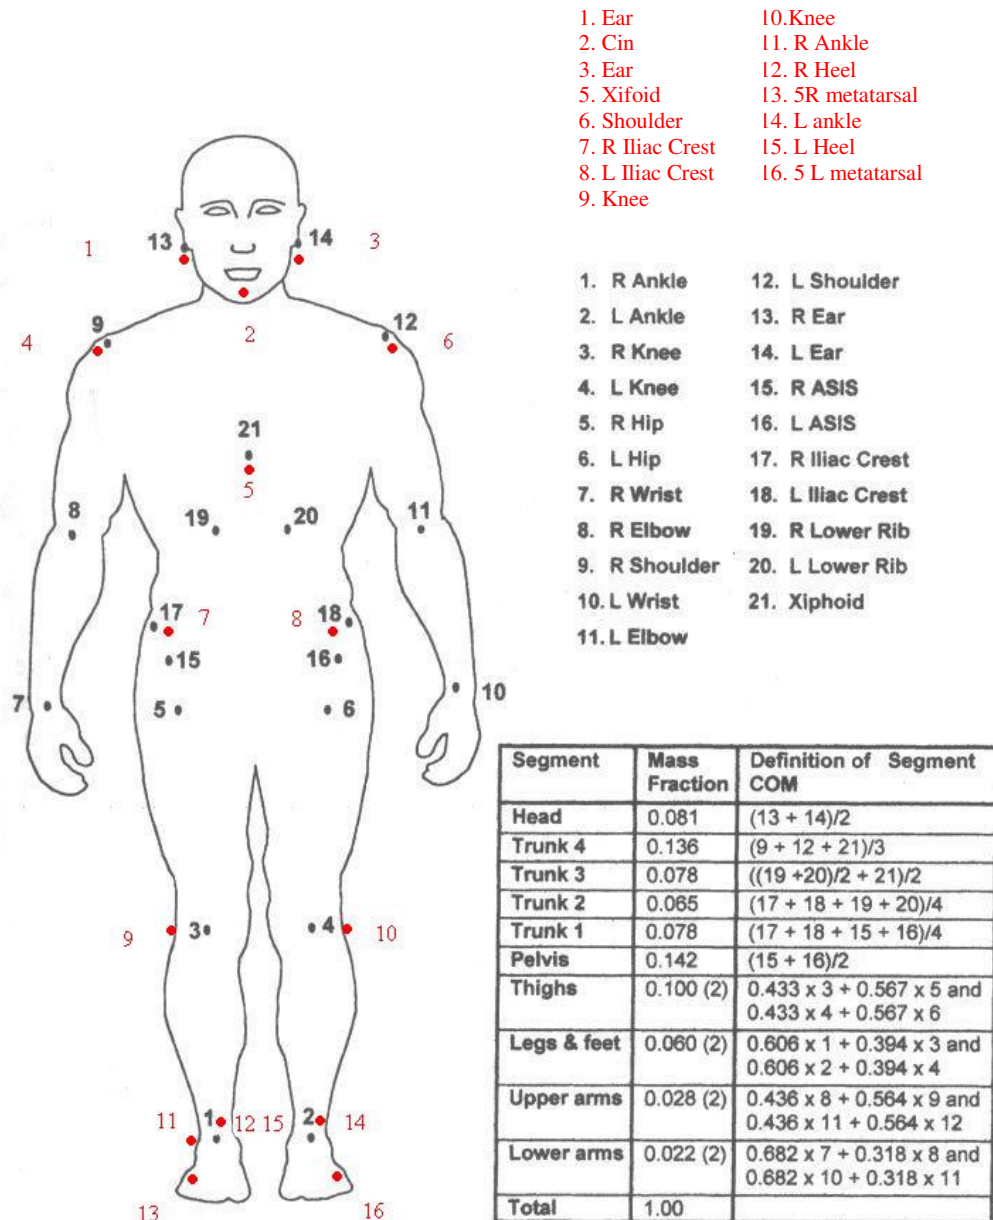 1. Ear
2. Cin
3. Ear
5. Xifoid
6. Shoulder
7. R Iliac Crest
8. L Iliac Crest
9. Knee
10.Knee
11. R Ankle
12. R Heel
13. 5R metatarsal
14. L ankle
15. L Heel
16. 5 L metatarsal
1 13 14 3
9 12
4 2 6
21
5
8 19 20 11
17 7 8 18
15 16
7 5 6 10
9 3 4 10
11 1 12 15 2 14
13 16
1. R Ankle
2. L Ankle
3. R Knee
4. L Knee
5. R Hip
6. L Hip
7. R Wrist
8. R Elbow
9. R Shoulder
10. L Wrist
11. L Elbow
12. L Shoulder
13. R Ear
14. L Ear
15. R ASIS
16. L ASIS
17. R Iliac Crest
18. L Iliac Crest
19. R Lower Rib
20. L Lower Rib
21. Xiphoid
Segment Mass Fraction Definition of Segment COM
Head 0.081 (13 + 14)/2
Trunk 4 0.136 (9 + 12 + 21)/3
Trunk 3 0.078 ((19 +20)/2 + 21)/2
Trunk 2 0.065 (17 + 18 + 19 + 20)/4
Trunk 1 0.078 (17 + 18 + 15 + 16)/4
Pelvis 0.142 (15 + 16)/2
Thighs 0.100 (2) 0.433 x 3 + 0.567 x 5 and
0.433 x 4 + 0.567 x 6
Legs & feet 0.060 (2) 0.606 x 1 + 0.394 x 3 and
0.606 x 2 + 0.394 x 4
Upper arms 0.028 (2) 0.436 x 8 + 0.564 x 9 and
0.436 x 11 + 0.564 x 12
Lower arms 0.022 (2) 0.682 x 7 + 0.318 x 8 and
0.682 x 10 + 0.318 x 11
Total 1.00